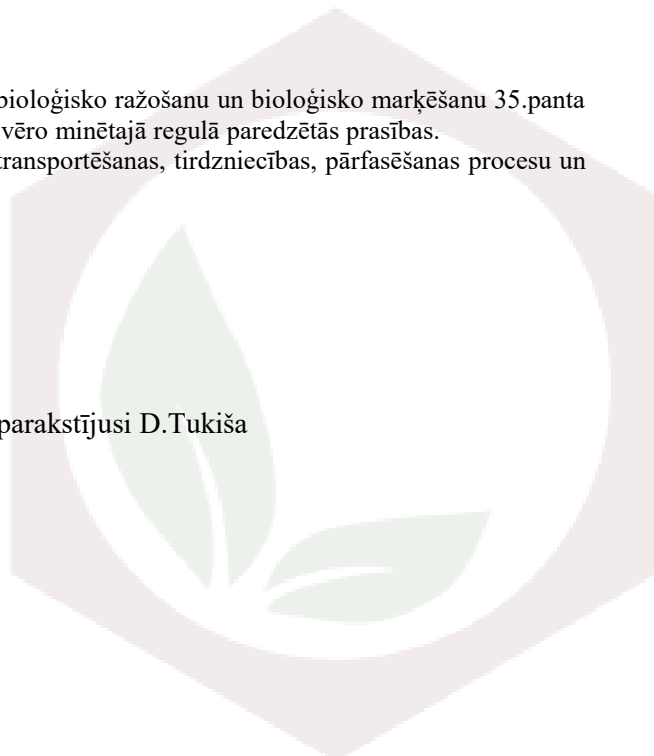 bioloģisko ražošanu un bioloģisko marķēšanu 35.panta
vēro minētajā regulā paredzētās prasības.
transportēšanas, tirdzniecības, pārfasēšanas procesu un
parakstījusi D.Tukiša